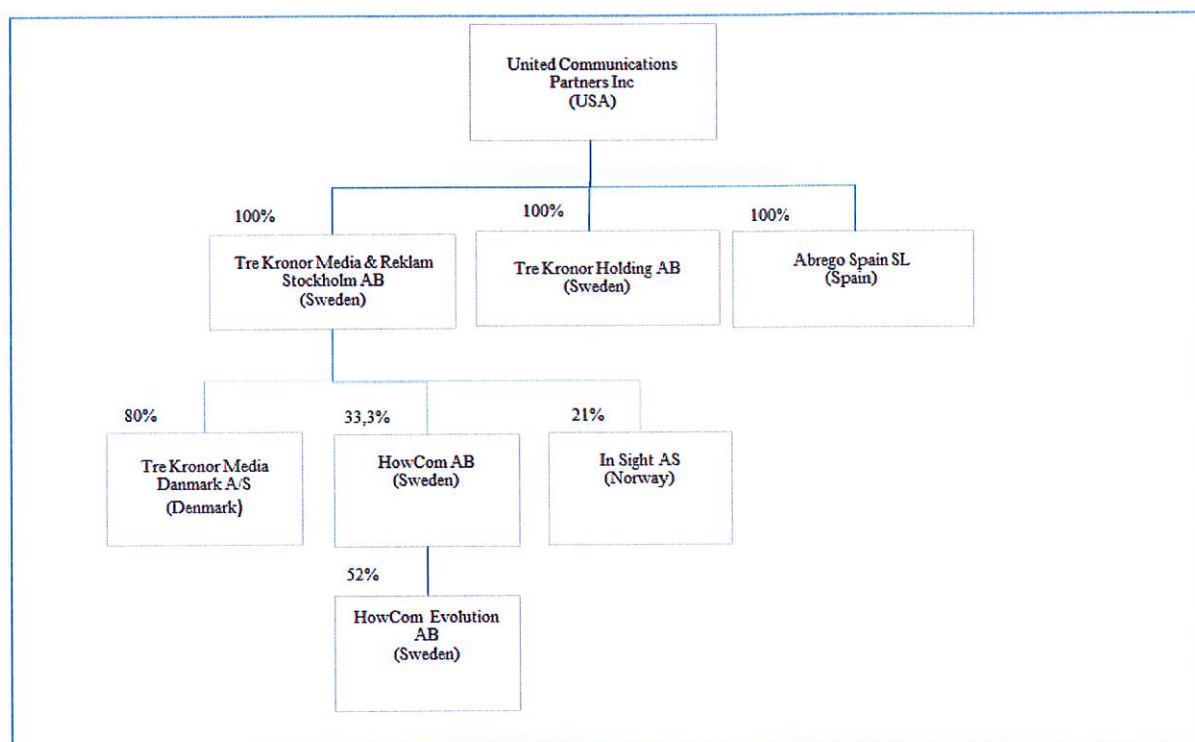 United Communications
Partners Inc
(USA)
100%
100%
100%
Tre Kronor Media & Reklam
Stockholm AB
(Sweden)
Tre Kronor Holding AB
(Sweden)
Abrego Spain SL
(Spain)
80%
33,3%
21%
Tre Kronor Media
Danmark A/S
(Denmark)
HowCom AB
(Sweden)
In Sight AS
(Norway)
52%
HowCom Evolution
AB
(Sweden)